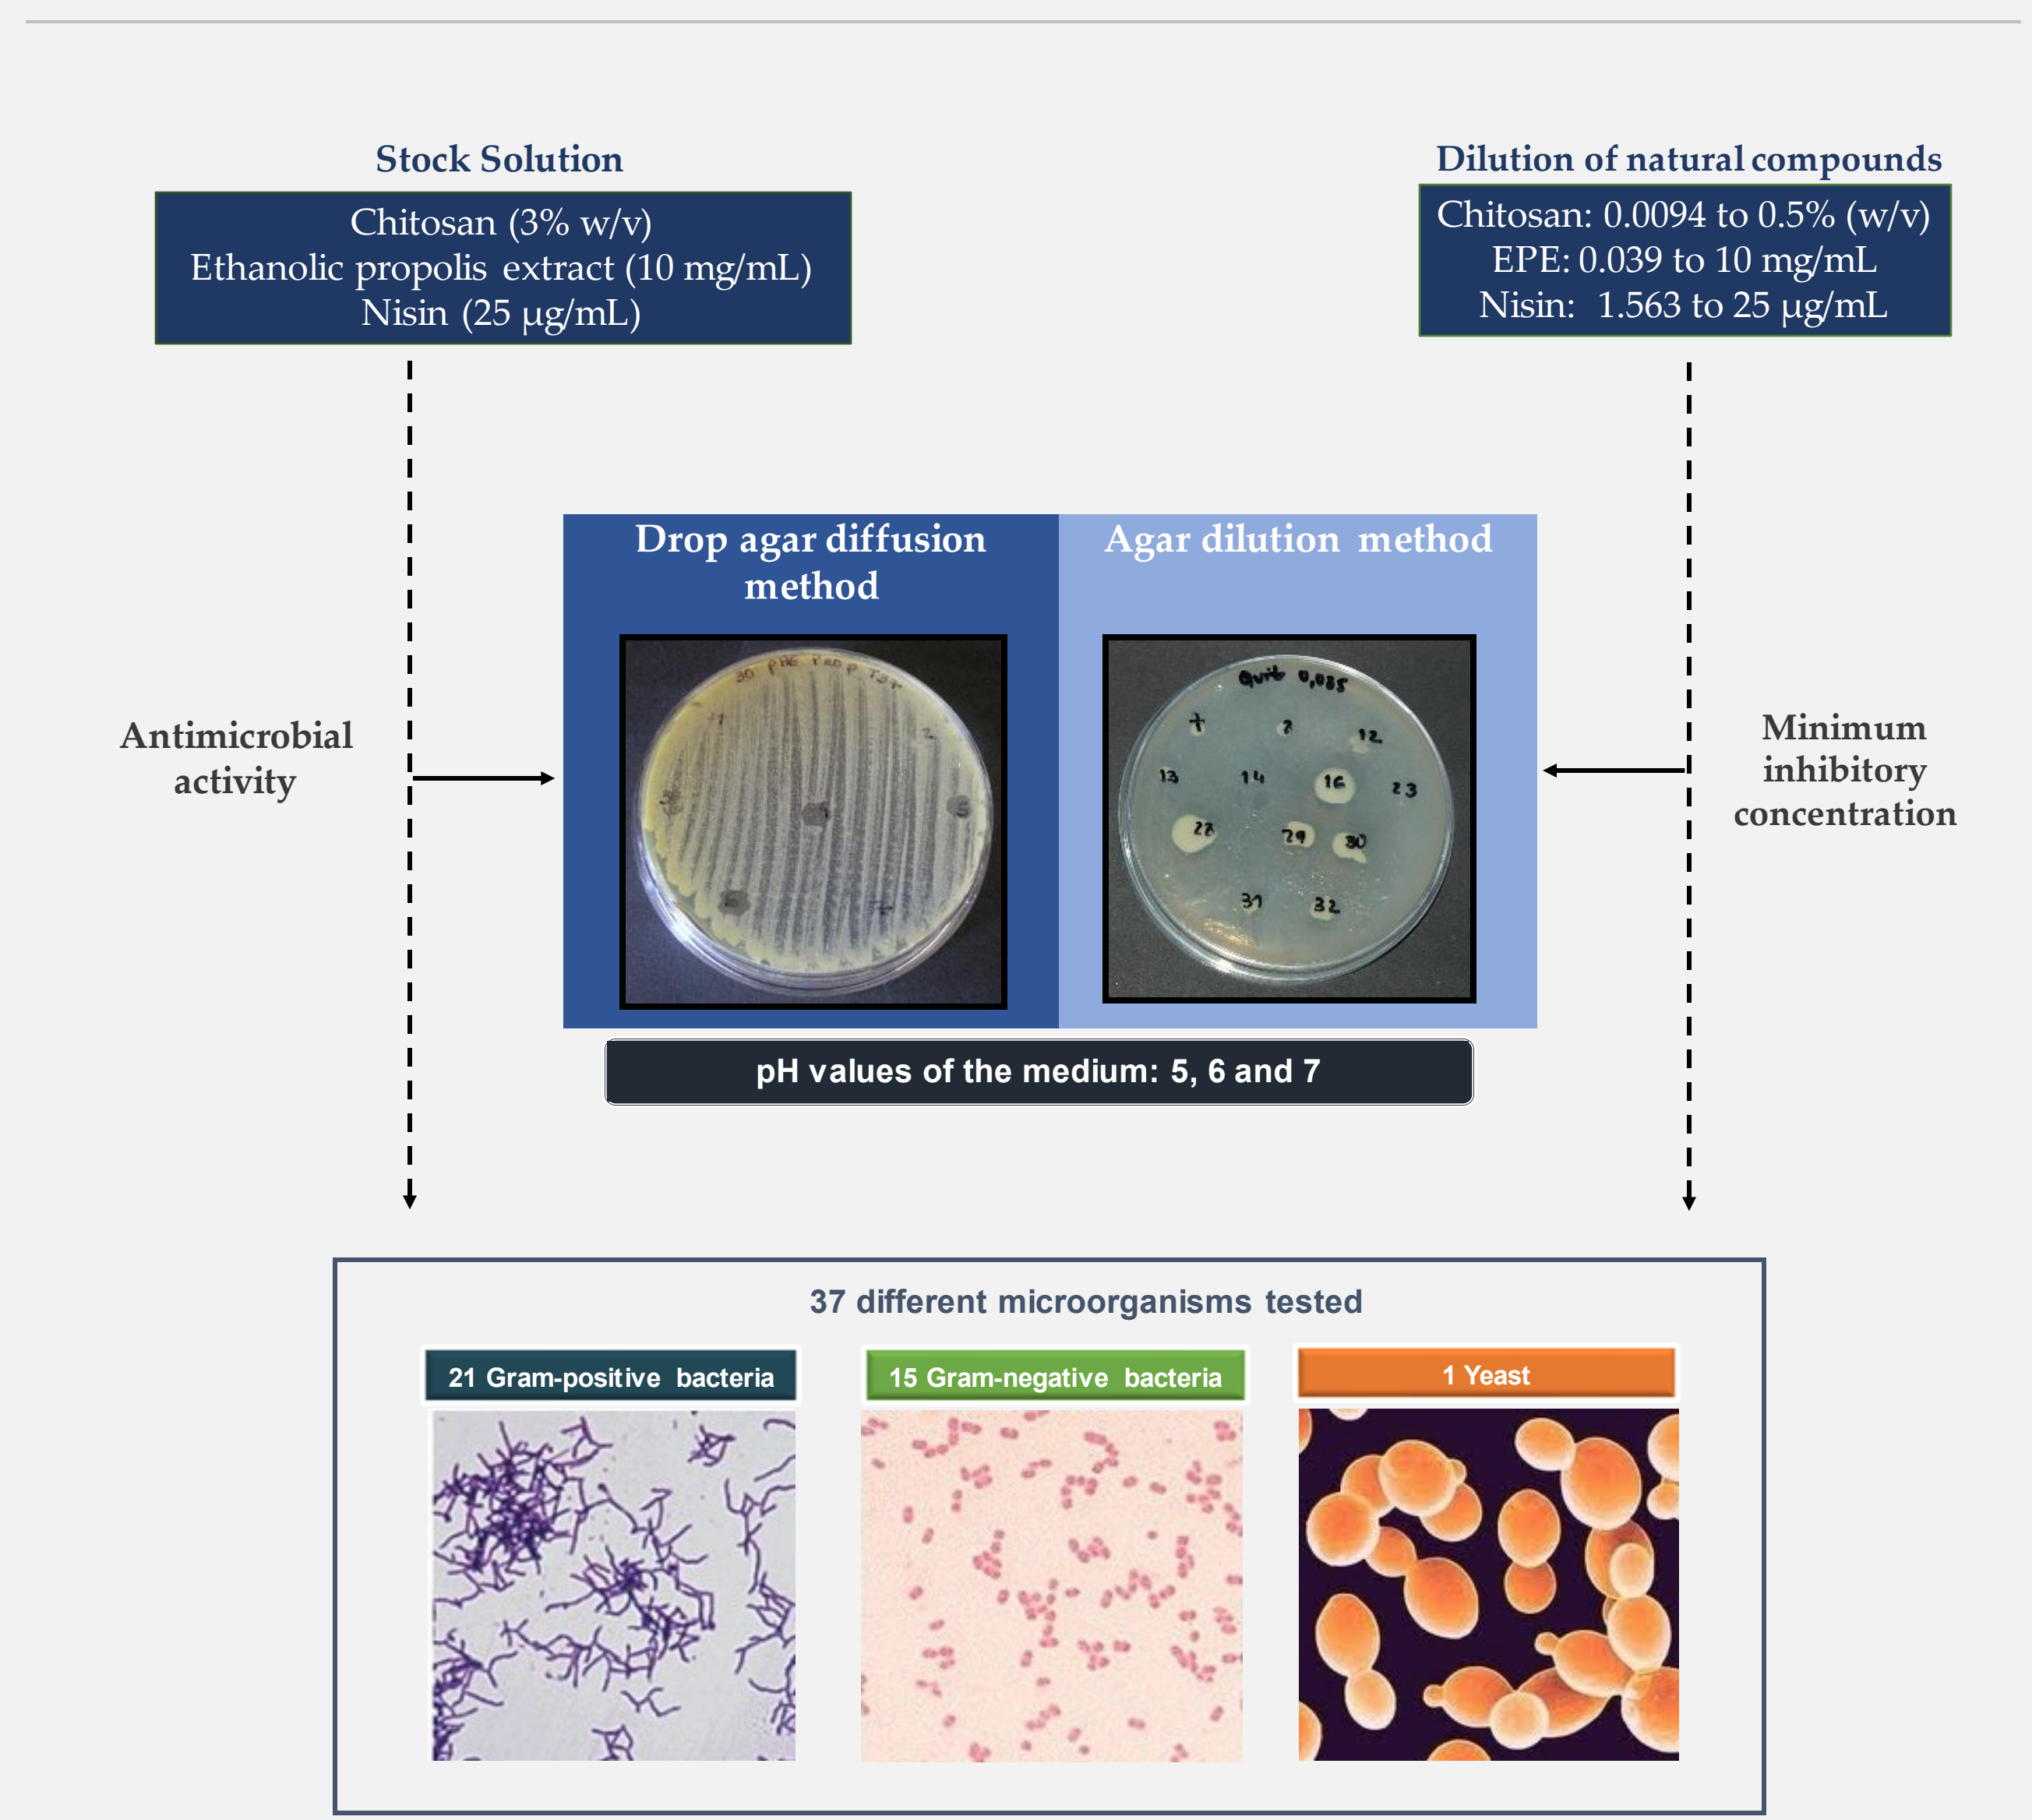 Stock Solution
Chitosan (3% w/v)
Ethanolic propolis extract (10 mg/mL)
Nisin (25 µg/mL)
Dilution of natural compounds
Chitosan: 0.0094 to 0.5% (w/v)
EPE: 0.039 to 10 mg/mL
Nisin: 1.563 to 25 µg/mL
Antimicrobial
activity
Drop agar diffusion
method
30
2
Agar dilution method
12
13 14 16 23
29 30
31 32
Minimum
inhibitory
concentration
pH values of the medium: 5, 6 and 7
37 different microorganisms tested
21 Gram-positive bacteria
15 Gram-negative bacteria
1 Yeast